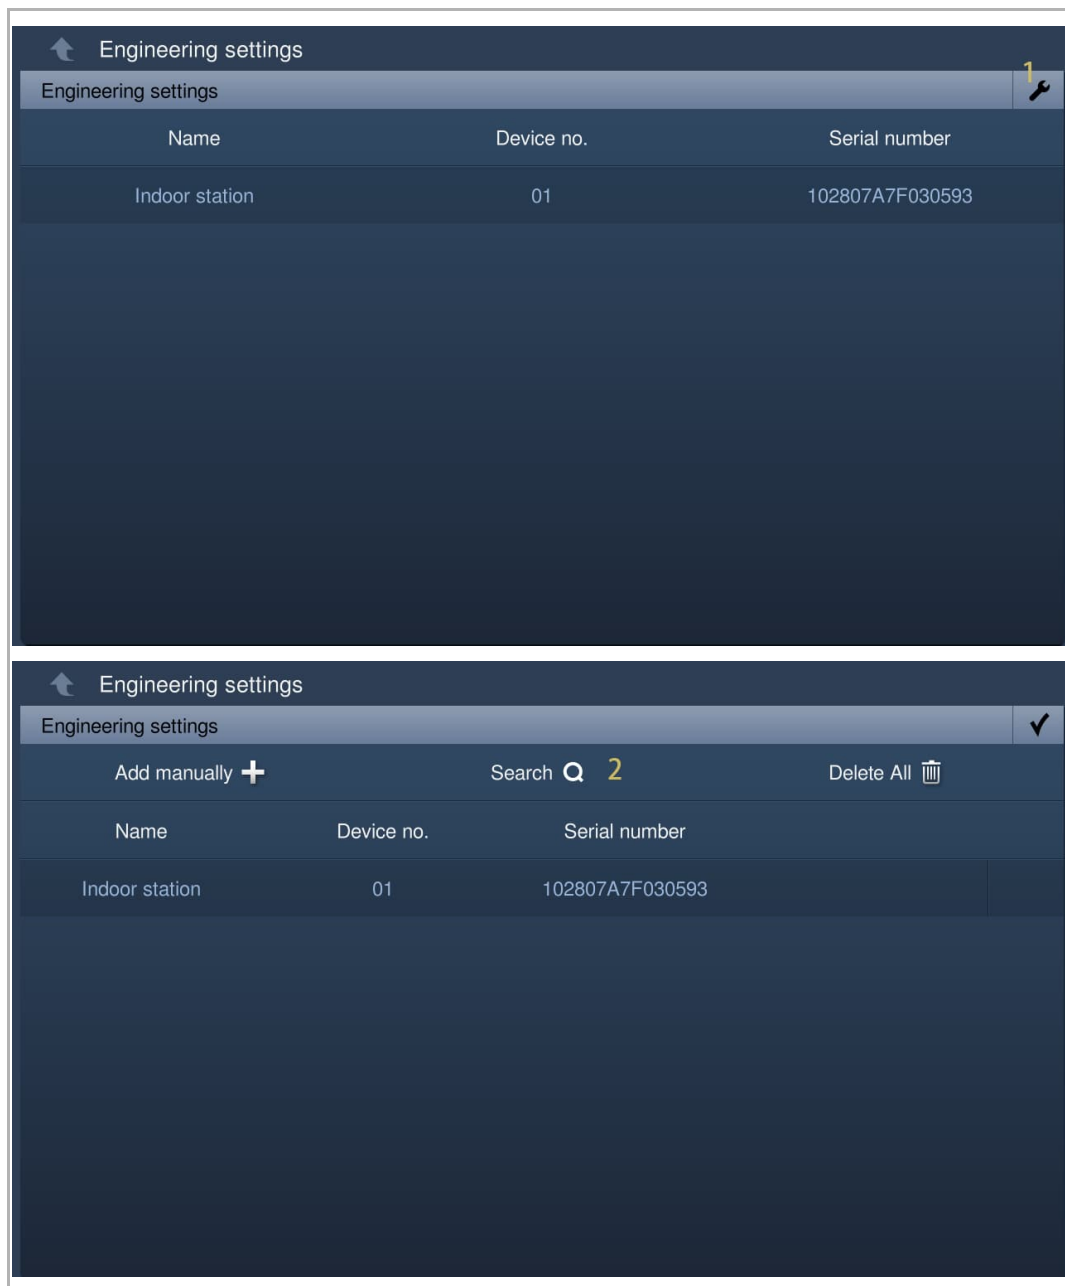 Engineering settings
1
Engineering settings
Name Device no. Serial number
Indoor station 01 102807A7F030593
Engineering settings
Engineering settings
Add manually Search 2 Delete All
Name Device no. Serial number
Indoor station 01 102807A7F030593